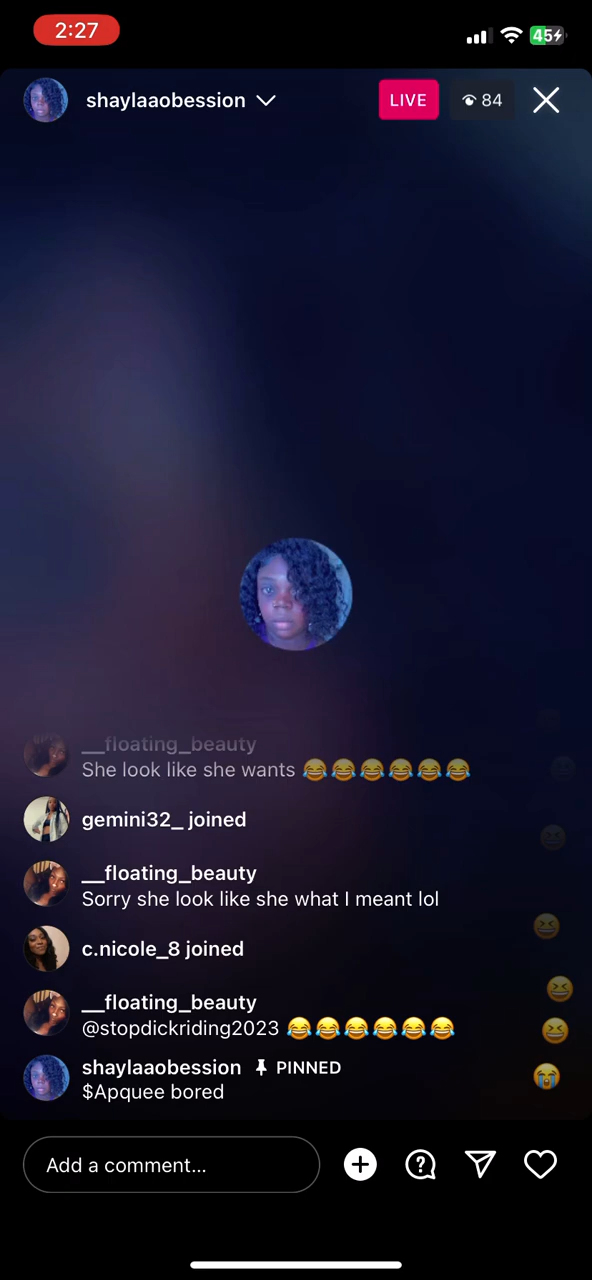 2:27
45
shaylaaobession
LIVE
84
__floating_beauty
She look like she wants 😂😂😂😂😂😂
gemini32_ joined
__floating_beauty
Sorry she look like she what I meant lol
c.nicole_8 joined
__floating_beauty
@stopdickriding2023 😂😂😂😂😂😂
shaylaaobession PINNED
$Apquee bored
Add a comment...